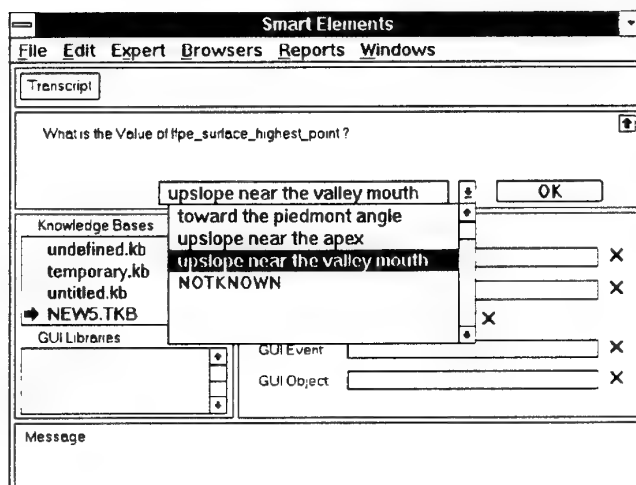 Smart Elements
File Edit Expert Browsers Reports Windows
Transcript
What is the Value of lfpe_surface_highest_point ?
upslope near the valley mouth
OK
toward the piedmont angle
upslope near the apex
upslope near the valley mouth
NOTKNOWN
Knowledge Bases
undefined.kb
temporary.kb
untitled.kb
NEW5.TKB
GUI Libraries
GUI Event
GUI Object
Message